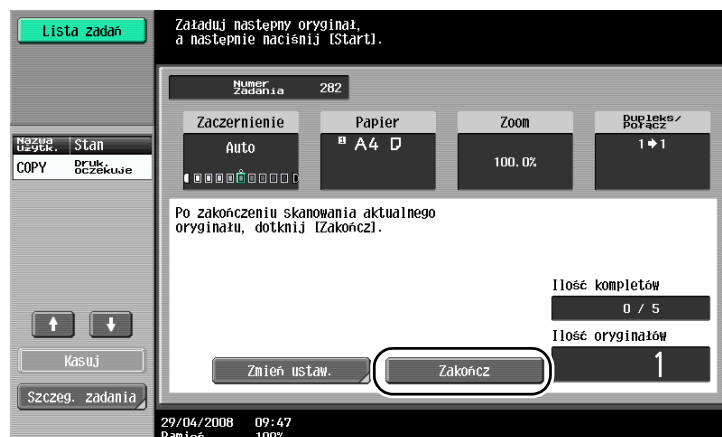 Lista zadań
Załaduj następny oryginał,
a następnie naciśnij [Start].
Numer
Zadania
282
Zaczernienie
Papier
Zoom
Dupleks/
Połącz
Auto
1 A4
100.0%
1→1
Nazwa
użytk.
Stan
COPY
Druk.
oczekuje
Po zakończeniu skanowania aktualnego
oryginału, dotknij [Zakończ].
Ilość kompletów
0 / 5
Ilość oryginałów
1
Kasuj
Zmień ustaw.
Zakończ
Szczeg. zadania
29/04/2008 09:47
Pamięć 100%